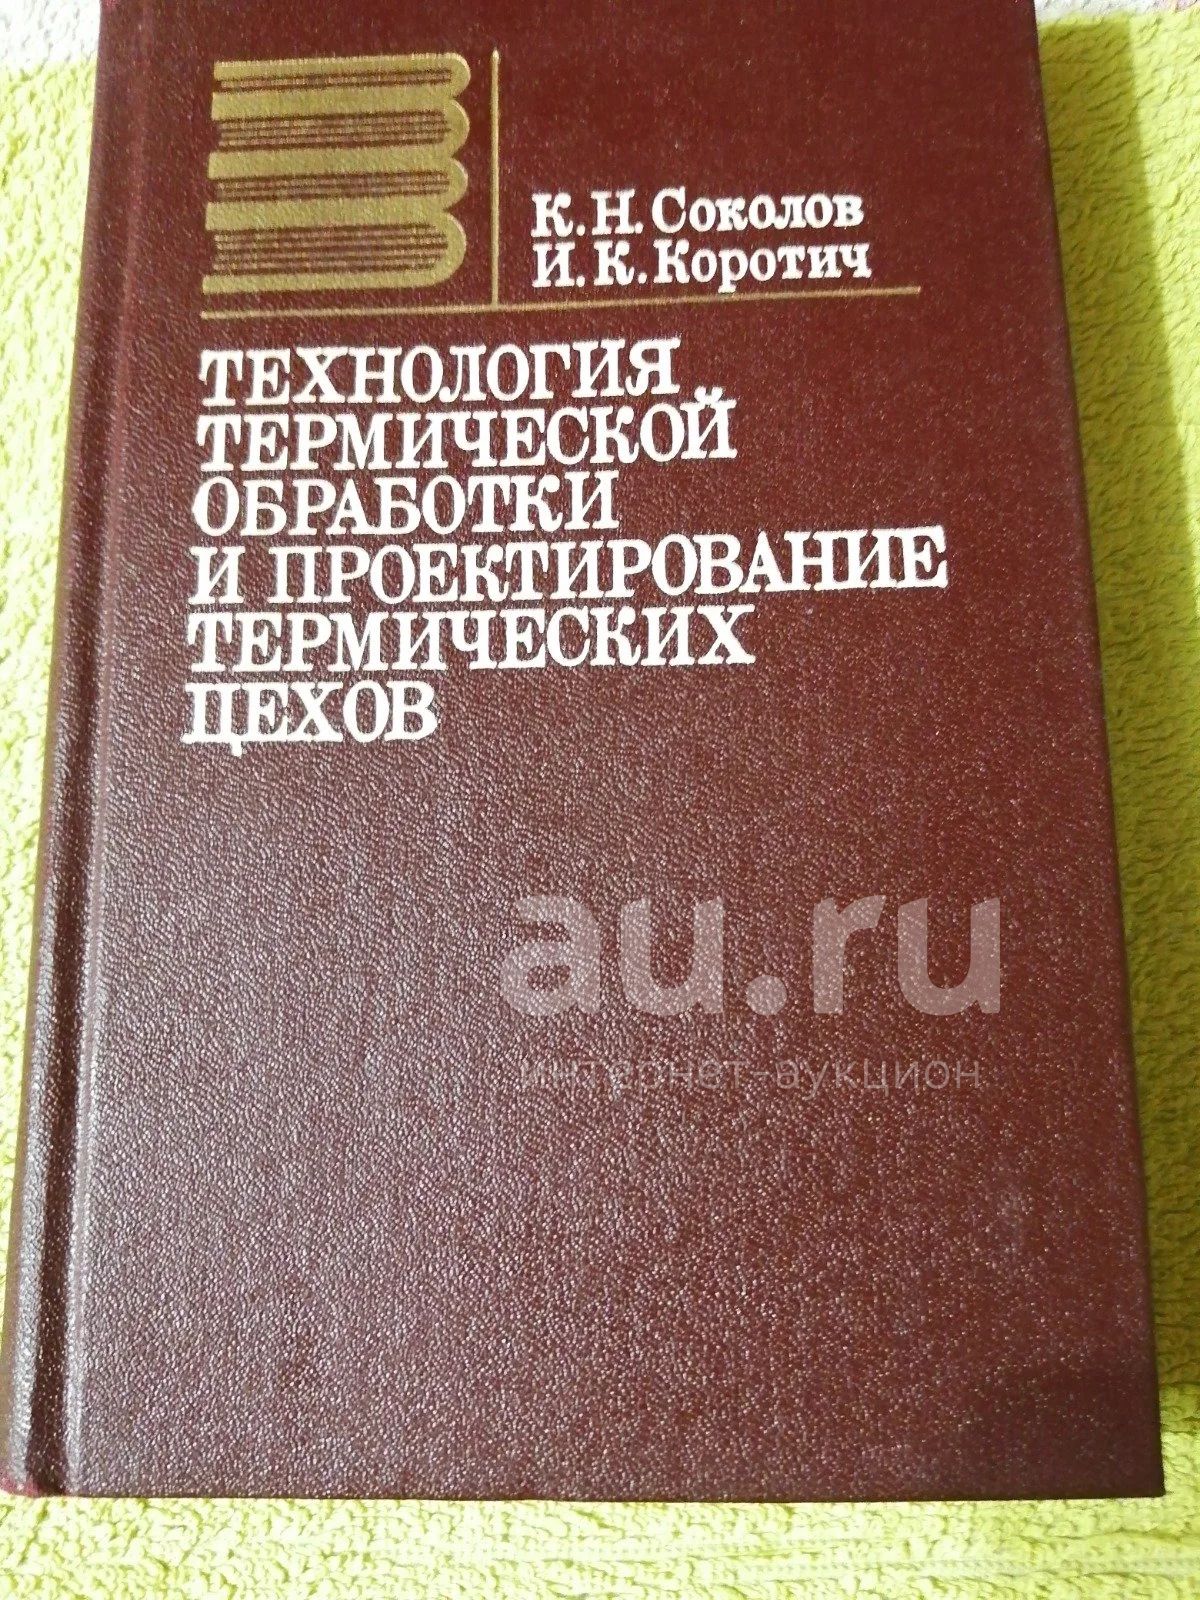 К. Н. Соколов
И. К. Коротич
ТЕХНОЛОГИЯ
ТЕРМИЧЕСКОЙ
ОБРАБОТКИ
И ПРОЕКТИРОВАНИЕ
ТЕРМИЧЕСКИХ
ЦЕХОВ
au.ru
интернет-аукцион